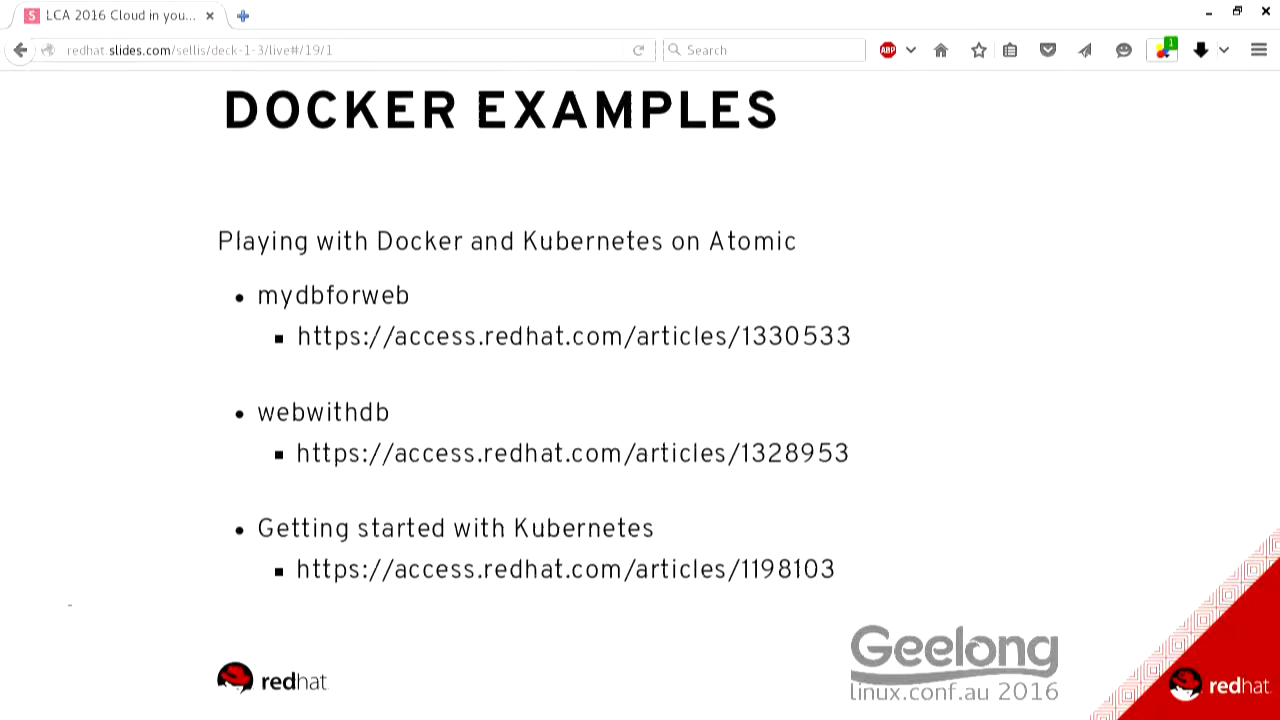 LCA 2016 Cloud in you...
redhat.slides.com/sellis/deck-1-3/live#/19/1
Search
ABP
1
DOCKER EXAMPLES
Playing with Docker and Kubernetes on Atomic
mydbforweb
https://access.redhat.com/articles/1330533
webwithdb
https://access.redhat.com/articles/1328953
Getting started with Kubernetes
https://access.redhat.com/articles/1198103
Geelong
linux.conf.au 2016
redhat
redhat